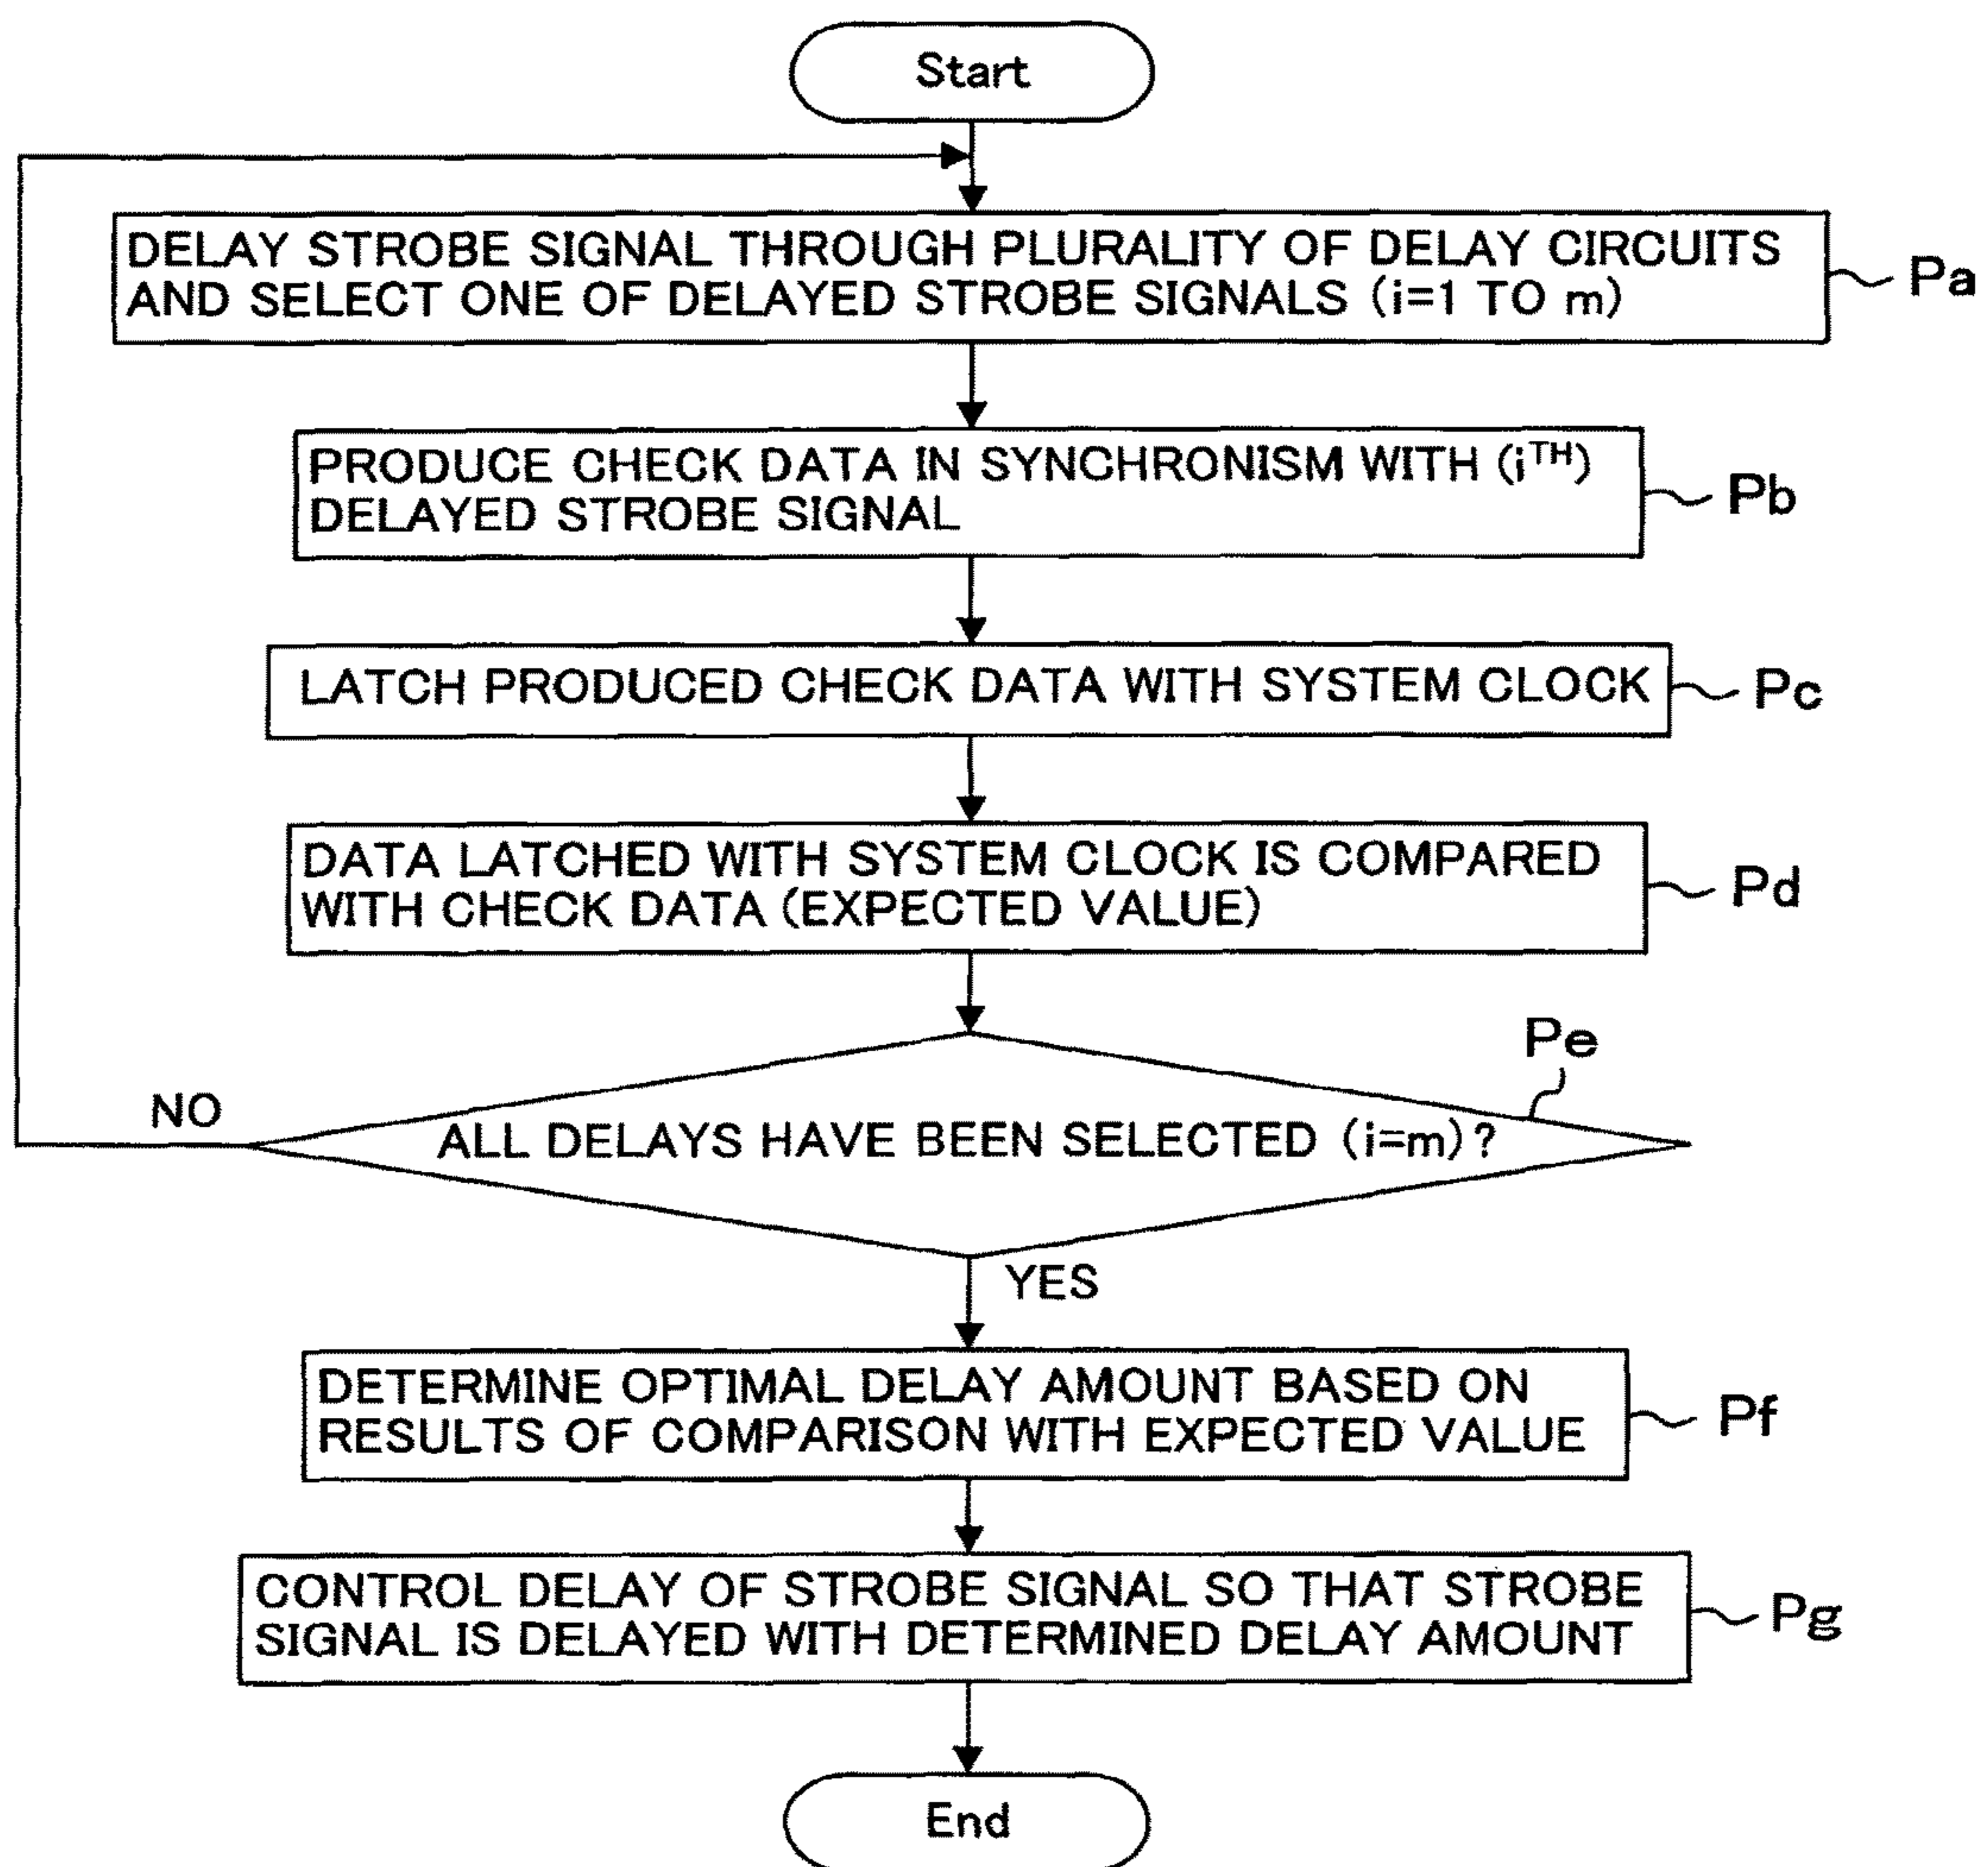 Start
DELAY STROBE SIGNAL THROUGH PLURALITY OF DELAY CIRCUITS
AND SELECT ONE OF DELAYED STROBE SIGNALS (i=1 TO m)
Pa
PRODUCE CHECK DATA IN SYNCHRONISM WITH (iTH)
DELAYED STROBE SIGNAL
Pb
LATCH PRODUCED CHECK DATA WITH SYSTEM CLOCK
Pc
DATA LATCHED WITH SYSTEM CLOCK IS COMPARED
WITH CHECK DATA (EXPECTED VALUE)
Pd
Pe
NO
ALL DELAYS HAVE BEEN SELECTED (i=m)?
YES
DETERMINE OPTIMAL DELAY AMOUNT BASED ON
RESULTS OF COMPARISON WITH EXPECTED VALUE
Pf
CONTROL DELAY OF STROBE SIGNAL SO THAT STROBE
SIGNAL IS DELAYED WITH DETERMINED DELAY AMOUNT
Pg
End